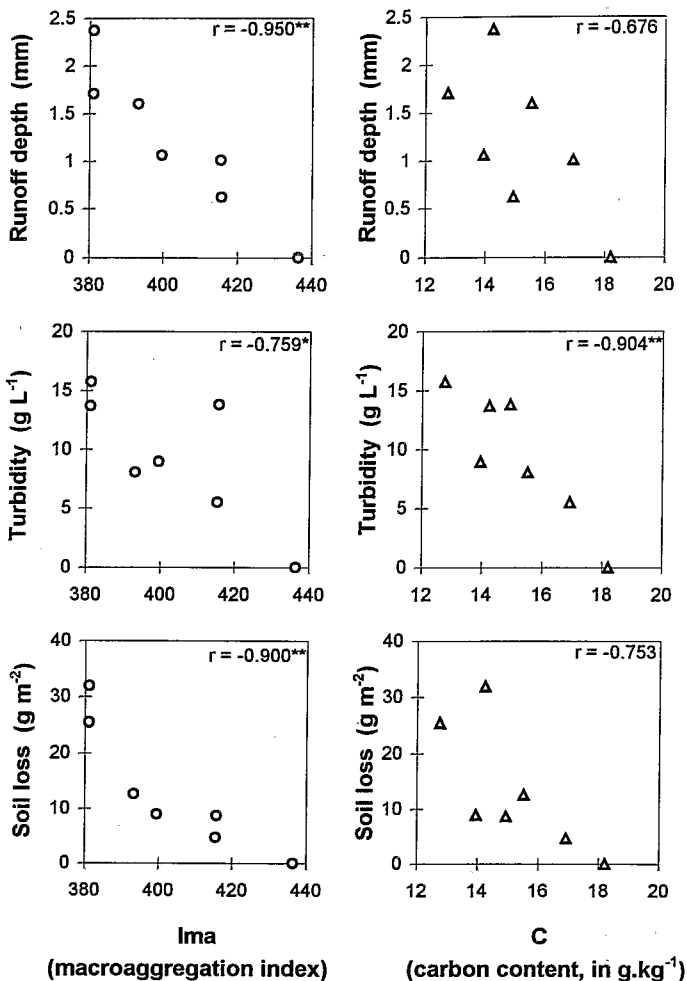 2.5
2
1.5
1
0.5
0
Runoff depth (mm)
r = -0.950**
380 400 420 440
2.5
2
1.5
1
0.5
0
Runoff depth (mm)
r = -0.676
12 14 16 18 20
20
15
10
5
0
Turbidity (g L⁻¹)
r = -0.759*
380 400 420 440
20
15
10
5
0
Turbidity (g L⁻¹)
r = -0.904**
12 14 16 18 20
40
30
20
10
0
Soil loss (g m⁻²)
r = -0.900**
380 400 420 440
Ima
(macroaggregation index)
40
30
20
10
0
Soil loss (g m⁻²)
r = -0.753
12 14 16 18 20
C
(carbon content, in g.kg⁻¹)